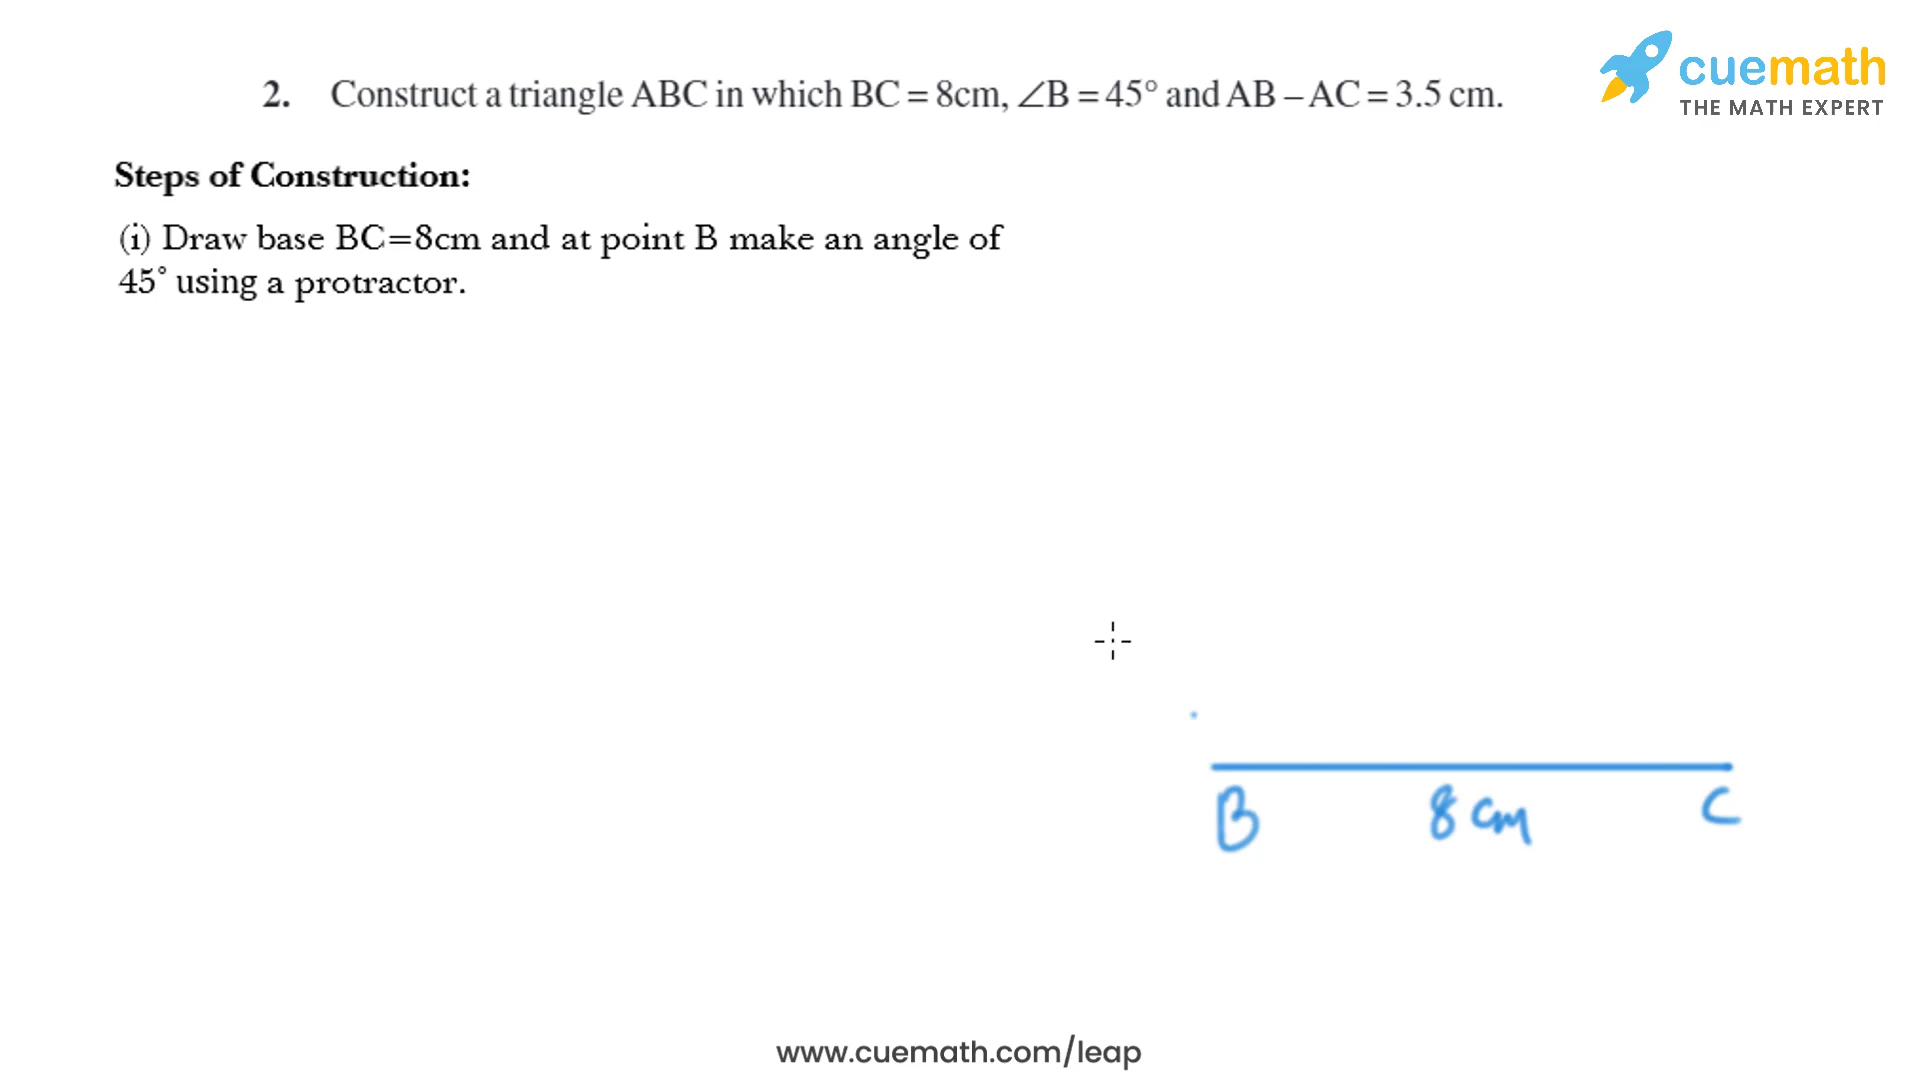 cuemath
THE MATH EXPERT
2. Construct a triangle ABC in which BC = 8cm, ∠B = 45° and AB – AC = 3.5 cm.
Steps of Construction:
(i) Draw base BC=8cm and at point B make an angle of
45° using a protractor.
B 8 cm C
www.cuemath.com/leap